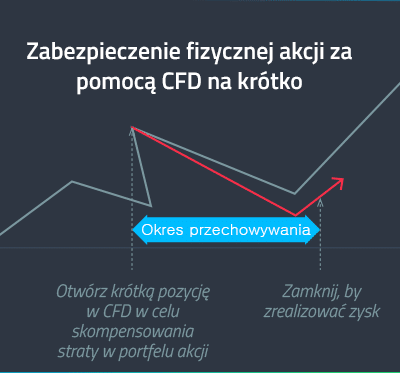 Zabezpieczenie fizycznej akcji za
pomocą CFD na krótko
Okres przechowywania
Otwórz krótką pozycję
w CFD w celu
skompensowania
straty w portfelu akcji
Zamknij, by
zrealizować zysk